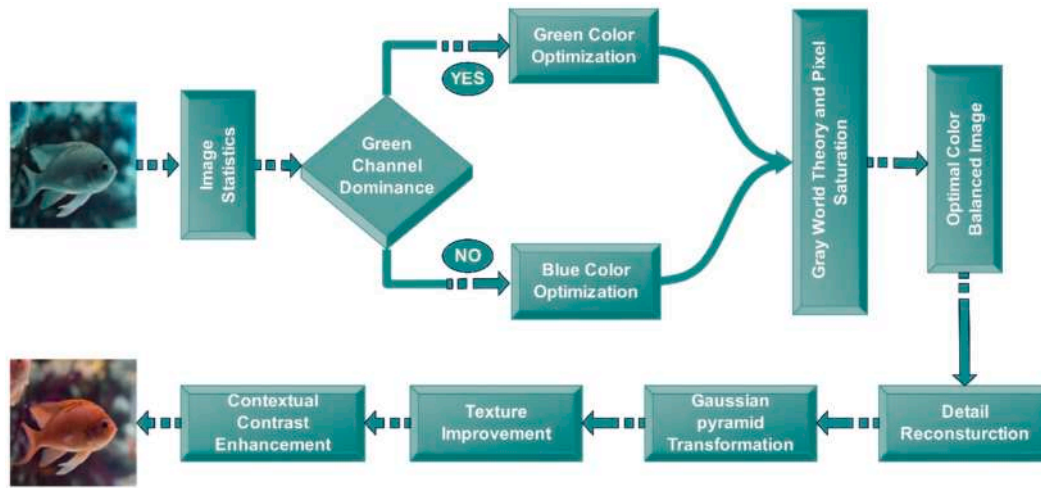 Image
Statistics
Green
Channel
Dominance
YES
Green Color
Optimization
NO
Blue Color
Optimization
Gray World Theory and Pixel
Saturation
Optimal Color
Balanced Image
Detail
Reconsturction
Gaussian
pyramid
Transformation
Texture
Improvement
Contextual
Contrast
Enhancement